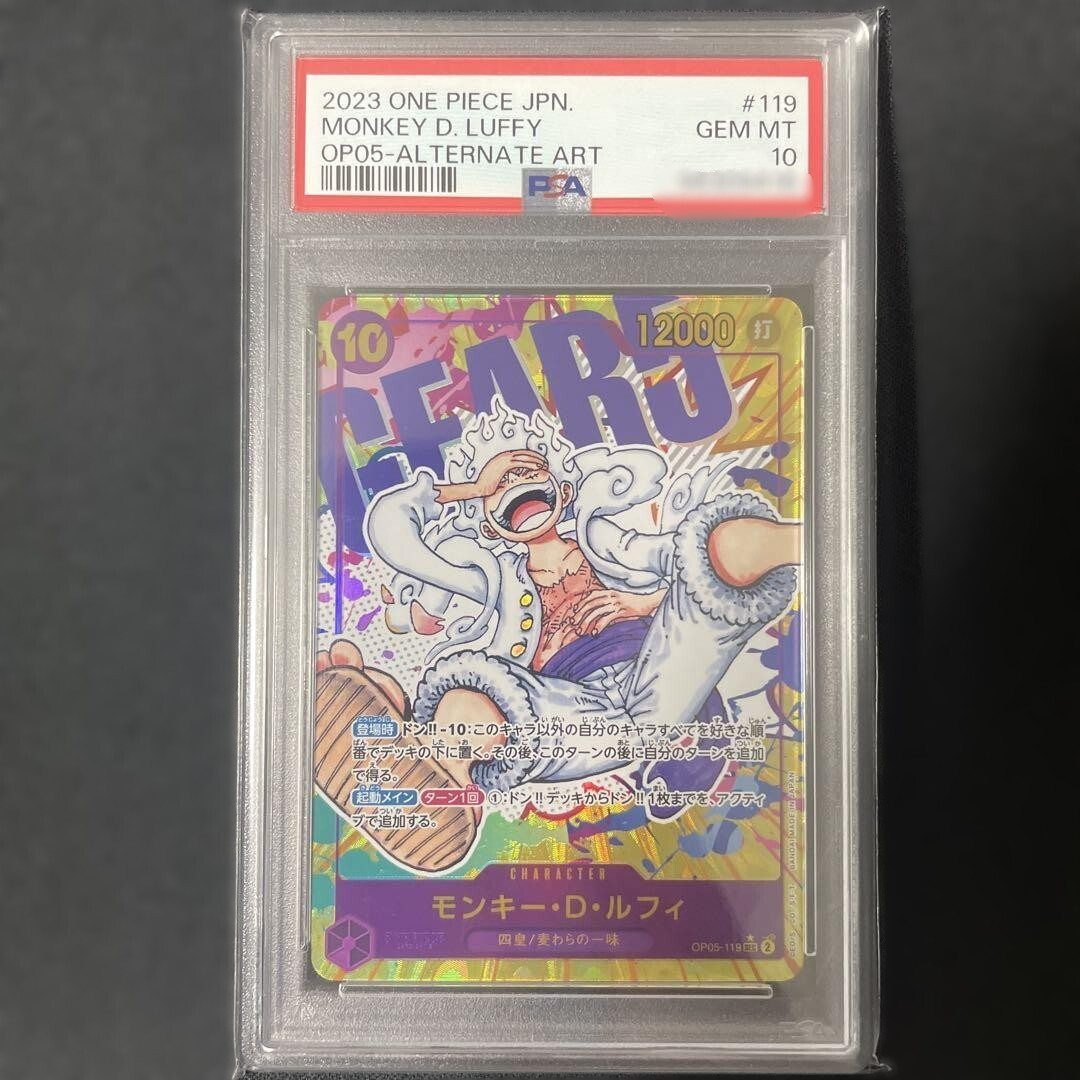 2023 ONE PIECE JPN.
#119
MONKEY D. LUFFY
GEM MT
OP05-ALTERNATE ART
10
PSA
10
12000
打
GEAR5
登場時 ドン!!-10:このキャラ以外の自分のキャラすべてを好きな順
番でデッキの下に置く。その後、このターンの後に自分のターンを追加
で得る。
起動メイン ターン1回 ①:ドン!!デッキからドン!!1枚までを、アクティ
ブで追加する。
CHARACTER
モンキー・D・ルフィ
四皇/麦わらの一味
OP05-119 SEC 2
BANDAI MADE IN JAPAN